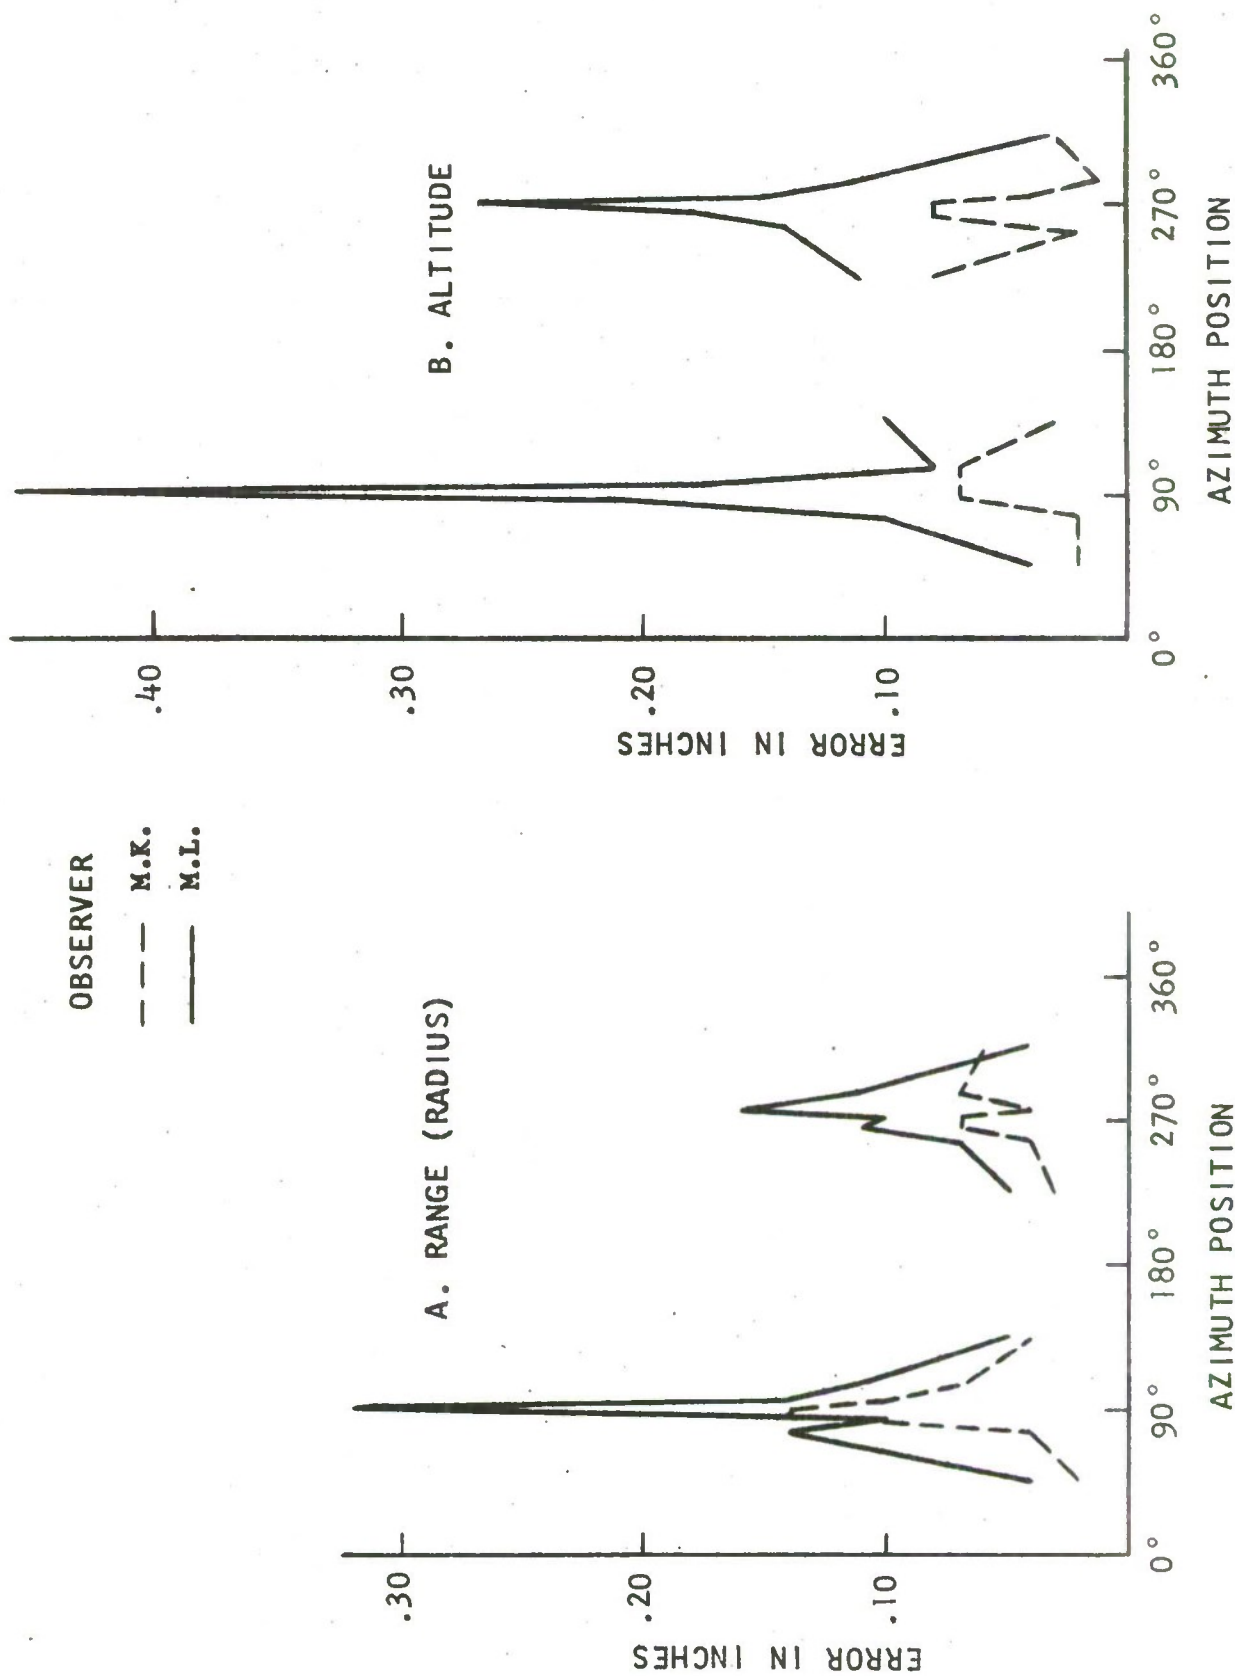 OBSERVER
M.K.
M.L.
A. RANGE (RADIUS)
ERROR IN INCHES
.30
.20
.10
0° 90° 180° 270° 360°
AZIMUTH POSITION
B. ALTITUDE
ERROR IN INCHES
.40
.30
.20
.10
0° 90° 180° 270° 360°
AZIMUTH POSITION